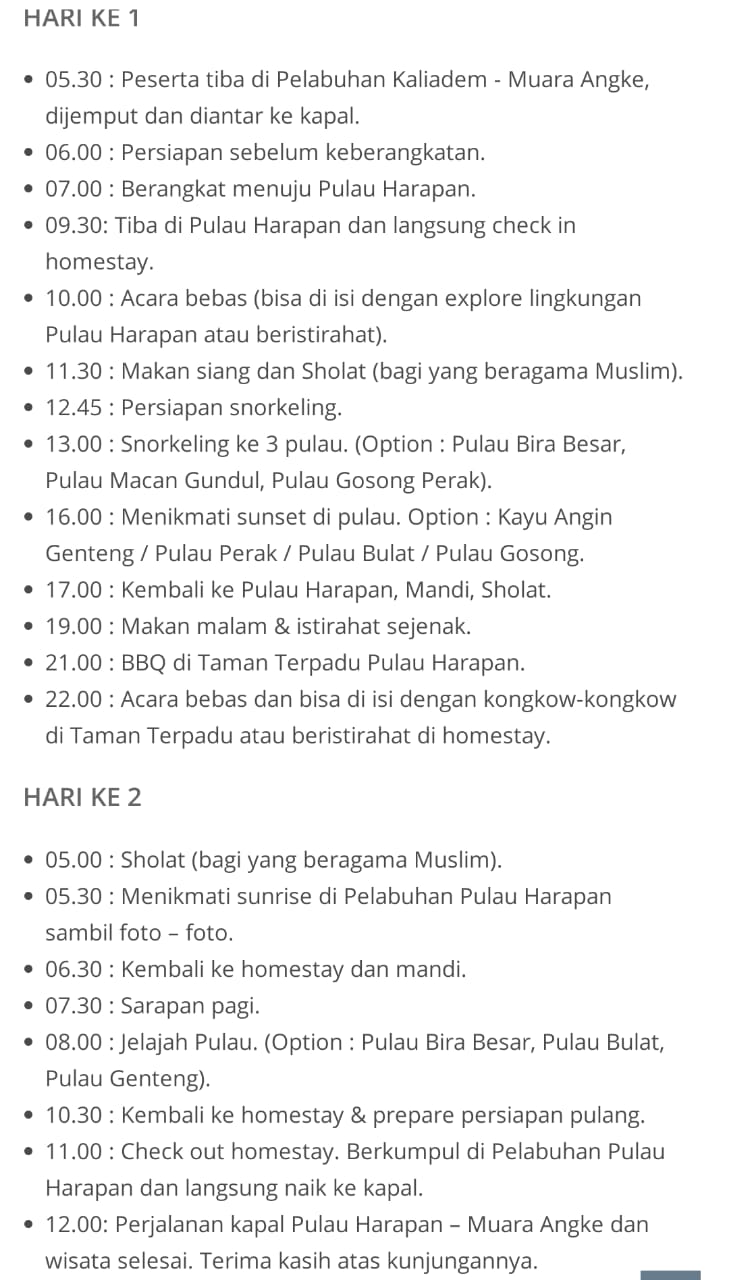 HARI KE 1
• 05.30 : Peserta tiba di Pelabuhan Kaliadem - Muara Angke,
dijemput dan diantar ke kapal.
• 06.00 : Persiapan sebelum keberangkatan.
• 07.00 : Berangkat menuju Pulau Harapan.
• 09.30: Tiba di Pulau Harapan dan langsung check in
homestay.
• 10.00 : Acara bebas (bisa di isi dengan explore lingkungan
Pulau Harapan atau beristirahat).
• 11.30 : Makan siang dan Sholat (bagi yang beragama Muslim).
• 12.45 : Persiapan snorkeling.
• 13.00 : Snorkeling ke 3 pulau. (Option : Pulau Bira Besar,
Pulau Macan Gundul, Pulau Gosong Perak).
• 16.00 : Menikmati sunset di pulau. Option : Kayu Angin
Genteng / Pulau Perak / Pulau Bulat / Pulau Gosong.
• 17.00 : Kembali ke Pulau Harapan, Mandi, Sholat.
• 19.00 : Makan malam & istirahat sejenak.
• 21.00 : BBQ di Taman Terpadu Pulau Harapan.
• 22.00 : Acara bebas dan bisa di isi dengan kongkow-kongkow
di Taman Terpadu atau beristirahat di homestay.
HARI KE 2
• 05.00 : Sholat (bagi yang beragama Muslim).
• 05.30 : Menikmati sunrise di Pelabuhan Pulau Harapan
sambil foto – foto.
• 06.30 : Kembali ke homestay dan mandi.
• 07.30 : Sarapan pagi.
• 08.00 : Jelajah Pulau. (Option : Pulau Bira Besar, Pulau Bulat,
Pulau Genteng).
• 10.30 : Kembali ke homestay & prepare persiapan pulang.
• 11.00 : Check out homestay. Berkumpul di Pelabuhan Pulau
Harapan dan langsung naik ke kapal.
• 12.00: Perjalanan kapal Pulau Harapan – Muara Angke dan
wisata selesai. Terima kasih atas kunjungannya.